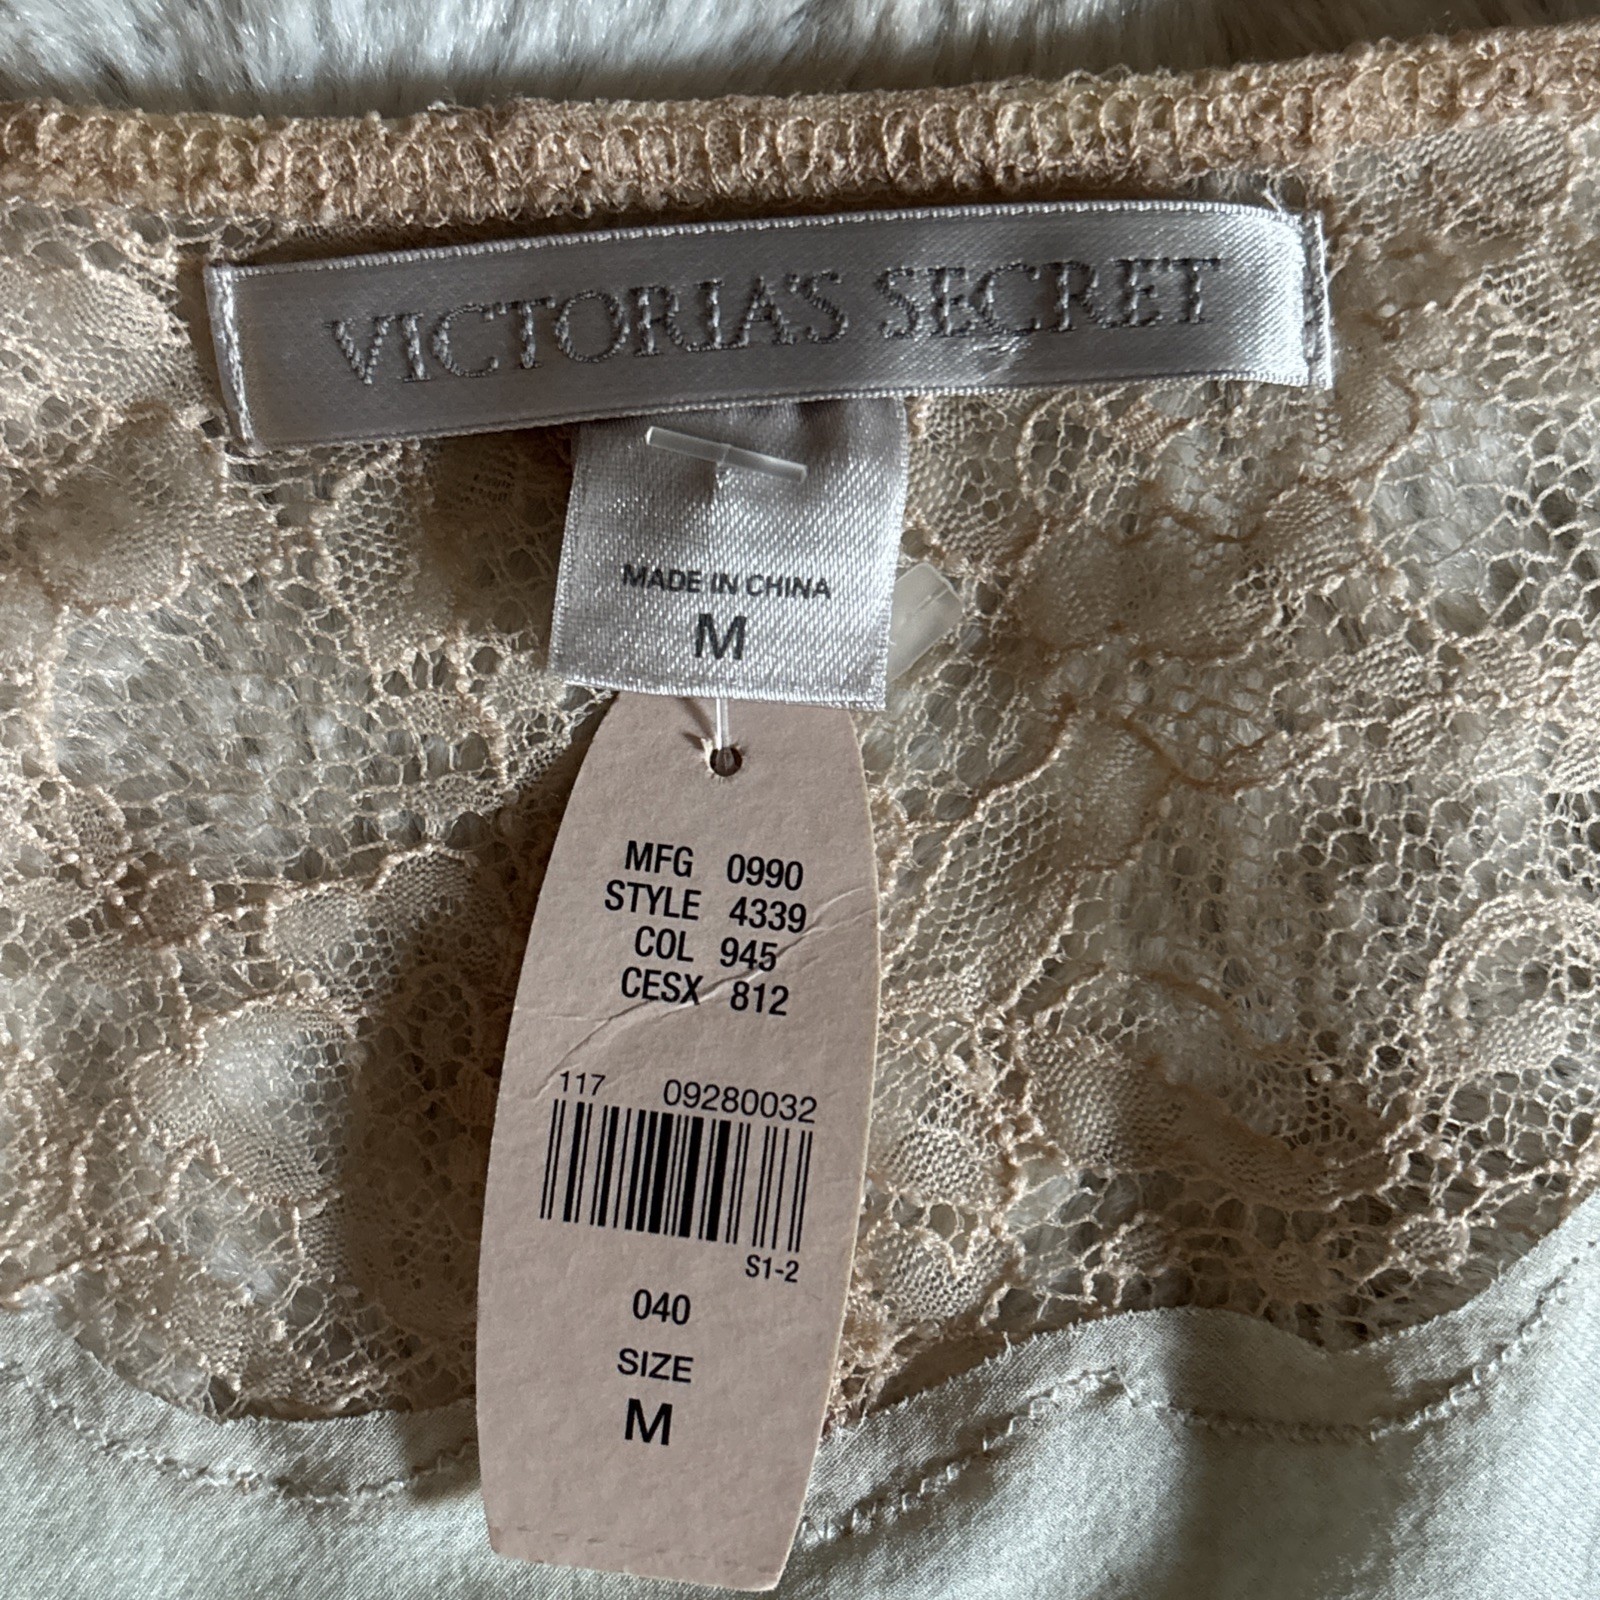 VICTORIA'S SECRET
MADE IN CHINA
M
MFG 0990
STYLE 4339
COL 945
CESX 812
117 09280032
S1-2
040
SIZE
M